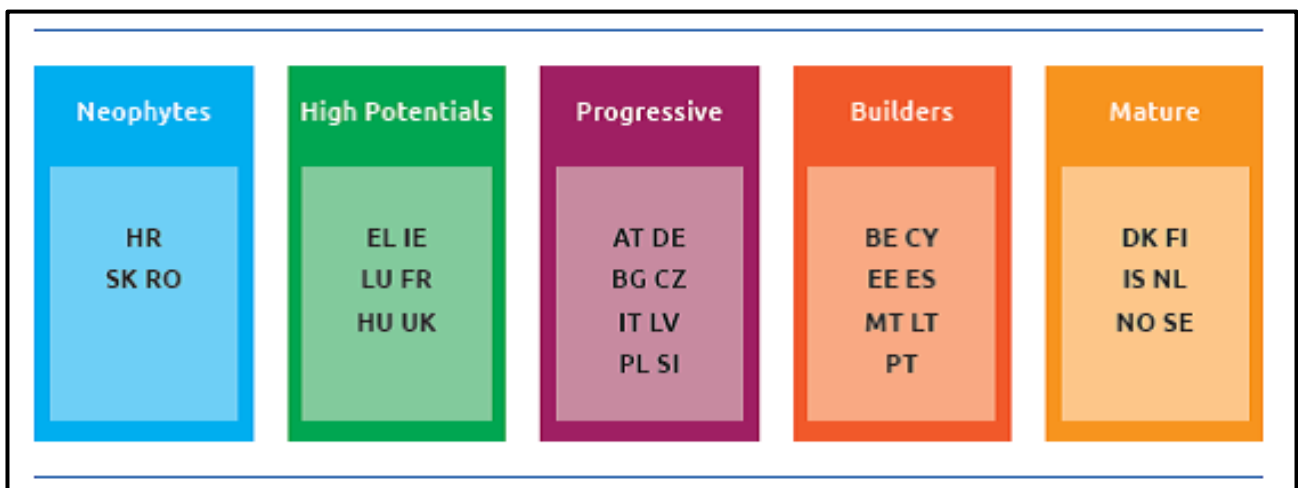 Neophytes
HR
SK RO
High Potentials
EL IE
LU FR
HU UK
Progressive
AT DE
BG CZ
IT LV
PL SI
Builders
BE CY
EE ES
MT LT
PT
Mature
DK FI
IS NL
NO SE